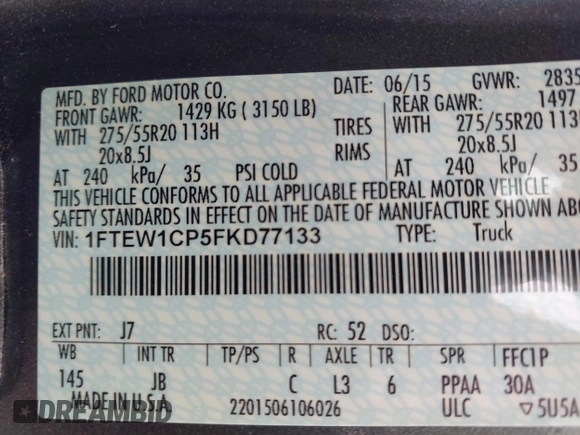 MFD. BY FORD MOTOR CO. DATE: 06/15 GVWR: 2835
FRONT GAWR: 1429 KG ( 3150 LB) REAR GAWR: 1497
WITH 275/55R20 113H TIRES WITH 275/55R20 113H
20x8.5J RIMS 20x8.5J
AT 240 kPa/ 35 PSI COLD AT 240 kPa/ 35
THIS VEHICLE CONFORMS TO ALL APPLICABLE FEDERAL MOTOR VEHICLE
SAFETY STANDARDS IN EFFECT ON THE DATE OF MANUFACTURE SHOWN ABO
VIN: 1FTEW1CP5FKD77133 TYPE: Truck
EXT PNT: J7 RC: 52 DSO:
WB INT TR TP/PS R AXLE TR SPR FFC1P
145 JB C L3 6 PPAA 30A
MADE IN U.S.A. 2201506106026 ULC ▽5U5A
DREAMBID